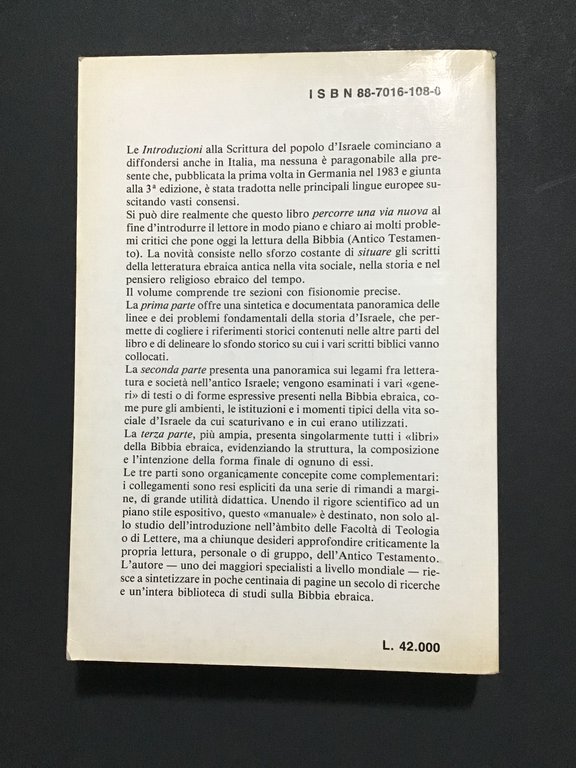 ISBN 88-7016-108-0
Le Introduzioni alla Scrittura del popolo d'Israele cominciano a
diffondersi anche in Italia, ma nessuna è paragonabile alla pre-
sente che, pubblicata la prima volta in Germania nel 1983 e giunta
alla 3ª edizione, è stata tradotta nelle principali lingue europee su-
scitando vasti consensi.
Si può dire realmente che questo libro percorre una via nuova al
fine d'introdurre il lettore in modo piano e chiaro ai molti proble-
mi critici che pone oggi la lettura della Bibbia (Antico Testamen-
to). La novità consiste nello sforzo costante di situare gli scritti
della letteratura ebraica antica nella vita sociale, nella storia e nel
pensiero religioso ebraico del tempo.
Il volume comprende tre sezioni con fisionomie precise.
La prima parte offre una sintetica e documentata panoramica delle
linee e dei problemi fondamentali della storia d'Israele, che per-
mette di cogliere i riferimenti storici contenuti nelle altre parti del
libro e di delineare lo sfondo storico su cui i vari scritti biblici vanno
collocati.
La seconda parte presenta una panoramica sui legami fra lettera-
tura e società nell'antico Israele; vengono esaminati i vari «gene-
ri» di testi o di forme espressive presenti nella Bibbia ebraica, co-
me pure gli ambienti, le istituzioni e i momenti tipici della vita so-
ciale d'Israele da cui scaturivano e in cui erano utilizzati.
La terza parte, più ampia, presenta singolarmente tutti i «libri»
della Bibbia ebraica, evidenziando la struttura, la composizione
e l'intenzione della forma finale di ognuno di essi.
Le tre parti sono organicamente concepite come complementari:
i collegamenti sono resi espliciti da una serie di rimandi a margi-
ne, di grande utilità didattica. Unendo il rigore scientifico ad un
piano stile espositivo, questo «manuale» è destinato, non solo al-
lo studio dell'introduzione nell'àmbito delle Facoltà di Teologia
o di Lettere, ma a chiunque desideri approfondire criticamente la
propria lettura, personale o di gruppo, dell'Antico Testamento.
L'autore — uno dei maggiori specialisti a livello mondiale — rie-
sce a sintetizzare in poche centinaia di pagine un secolo di ricerche
e un'intera biblioteca di studi sulla Bibbia ebraica.
L. 42.000